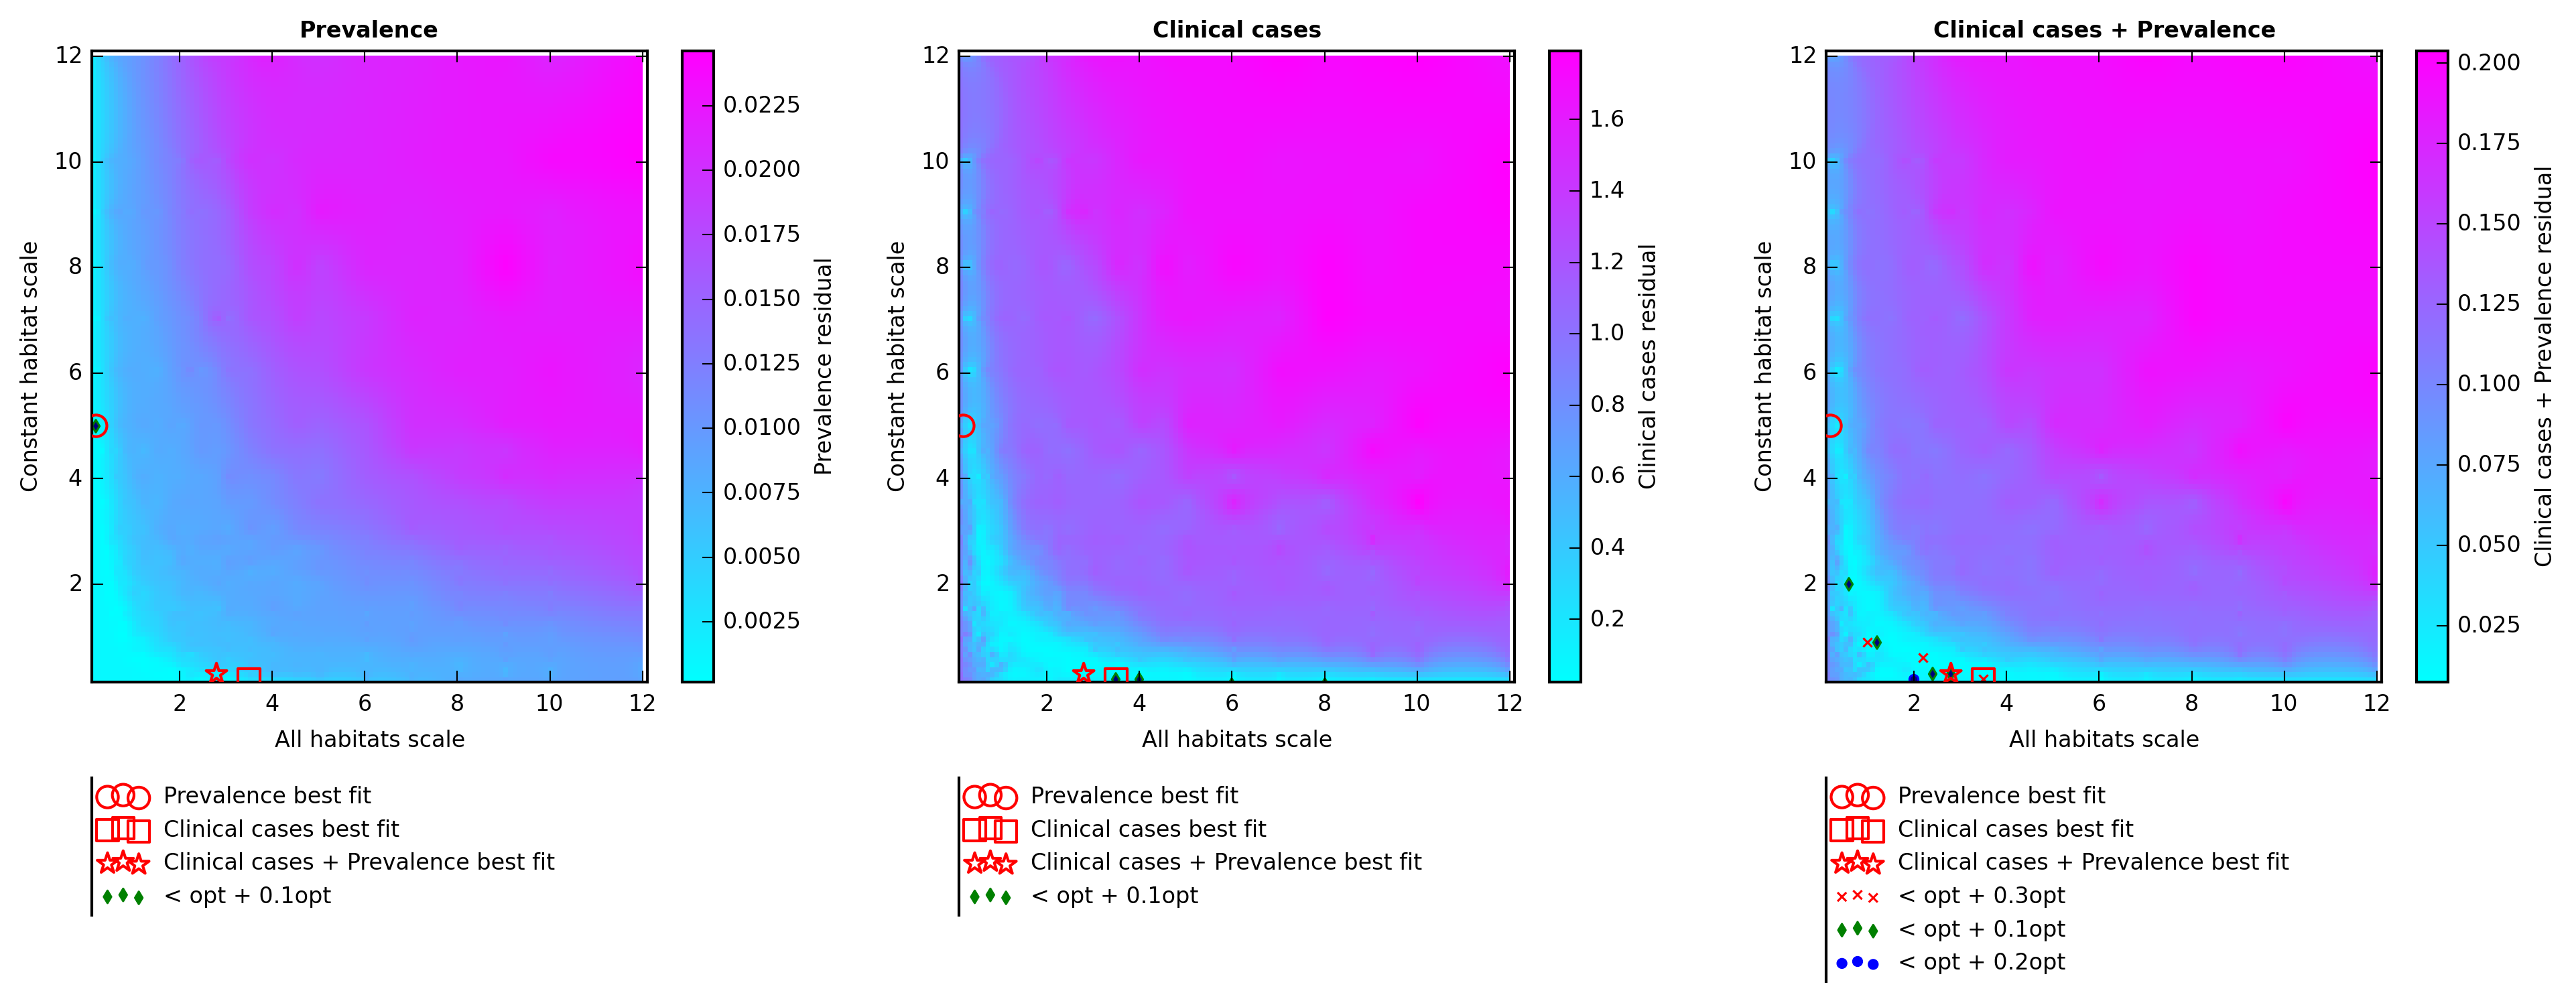 Prevalence
Constant habitat scale
12
10
8
6
4
2
2 4 6 8 10 12
All habitats scale
0.0225
0.0200
0.0175
0.0150
0.0125
0.0100
0.0075
0.0050
0.0025
Prevalence residual
Prevalence best fit
Clinical cases best fit
Clinical cases + Prevalence best fit
< opt + 0.1opt
Clinical cases
Constant habitat scale
12
10
8
6
4
2
2 4 6 8 10 12
All habitats scale
1.6
1.4
1.2
1.0
0.8
0.6
0.4
0.2
Clinical cases residual
Prevalence best fit
Clinical cases best fit
Clinical cases + Prevalence best fit
< opt + 0.1opt
Clinical cases + Prevalence
Constant habitat scale
12
10
8
6
4
2
2 4 6 8 10 12
All habitats scale
0.200
0.175
0.150
0.125
0.100
0.075
0.050
0.025
Clinical cases + Prevalence residual
Prevalence best fit
Clinical cases best fit
Clinical cases + Prevalence best fit
< opt + 0.3opt
< opt + 0.1opt
< opt + 0.2opt